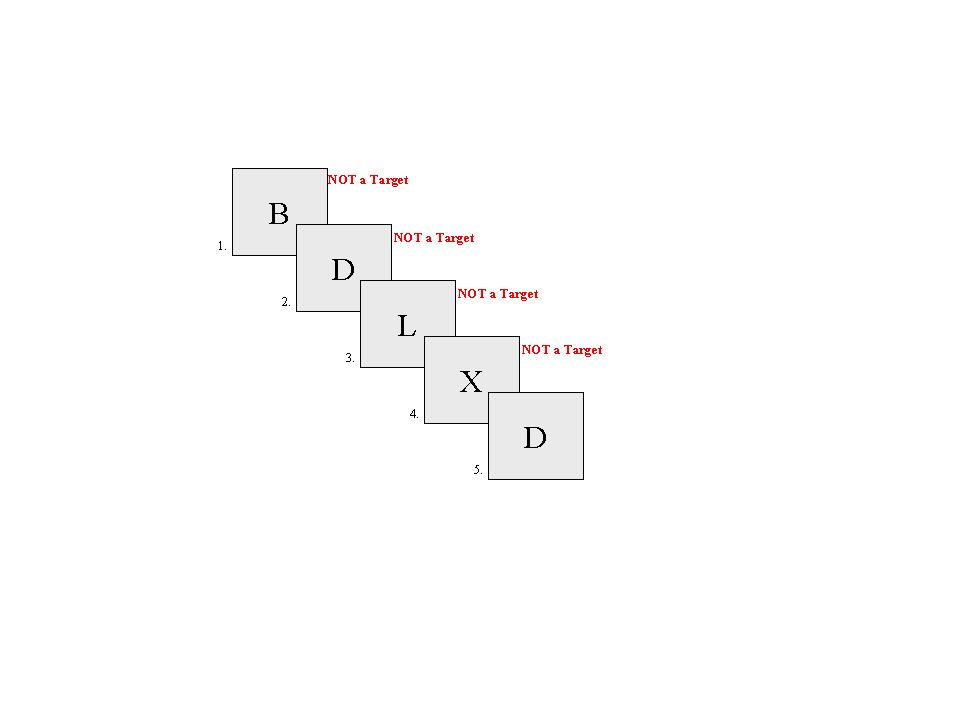 NOT a Target
B
1.
NOT a Target
D
2.
NOT a Target
L
3.
NOT a Target
X
4.
D
5.